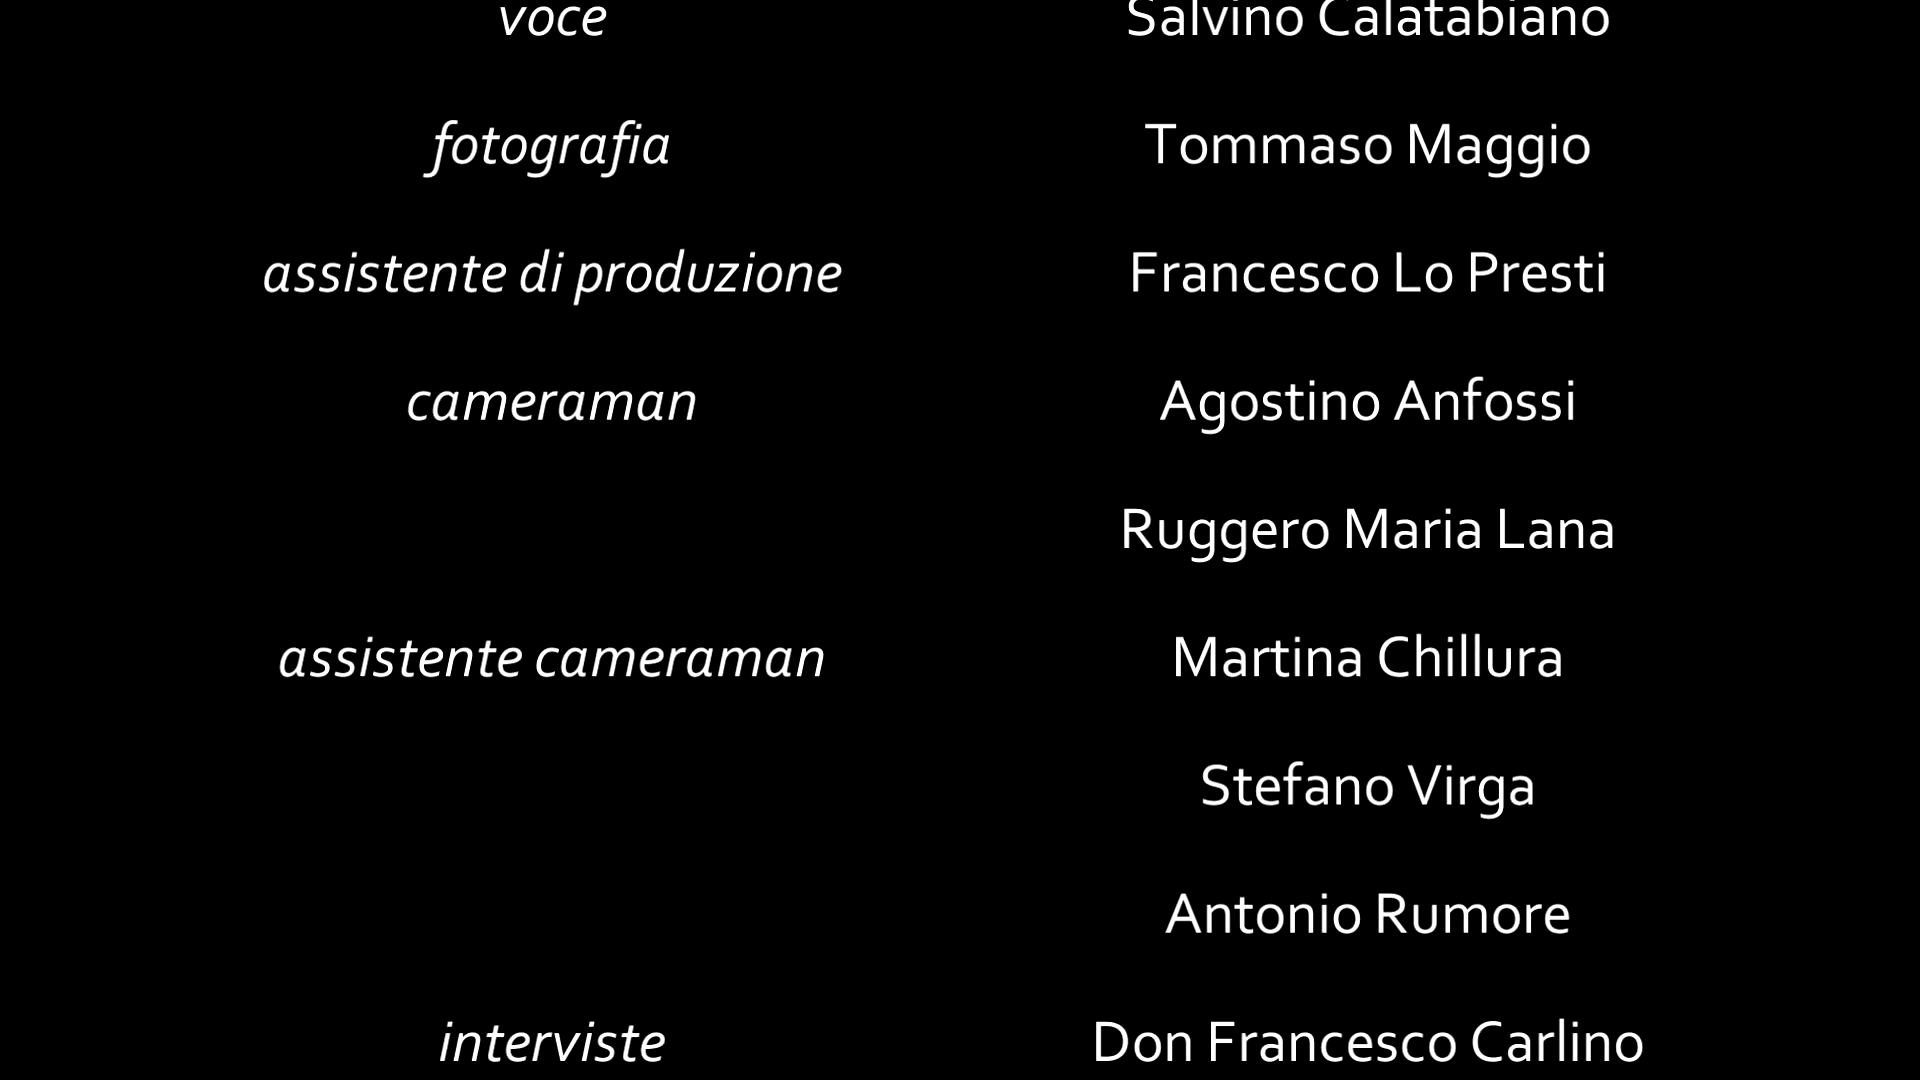 voce Salvino Calatabiano
fotografia Tommaso Maggio
assistente di produzione Francesco Lo Presti
cameraman Agostino Anfossi
Ruggero Maria Lana
assistente cameraman Martina Chillura
Stefano Virga
Antonio Rumore
interviste Don Francesco Carlino